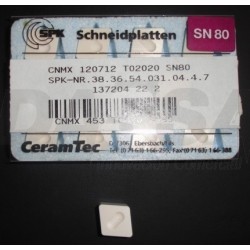 SPK Schneidplatten SN 80
CNMX 120712 T02020 SN80
SPK-NR.38.36.54.031.04.4.7
137204 22 2
CNMX 453
CeramTec
Ebersbach